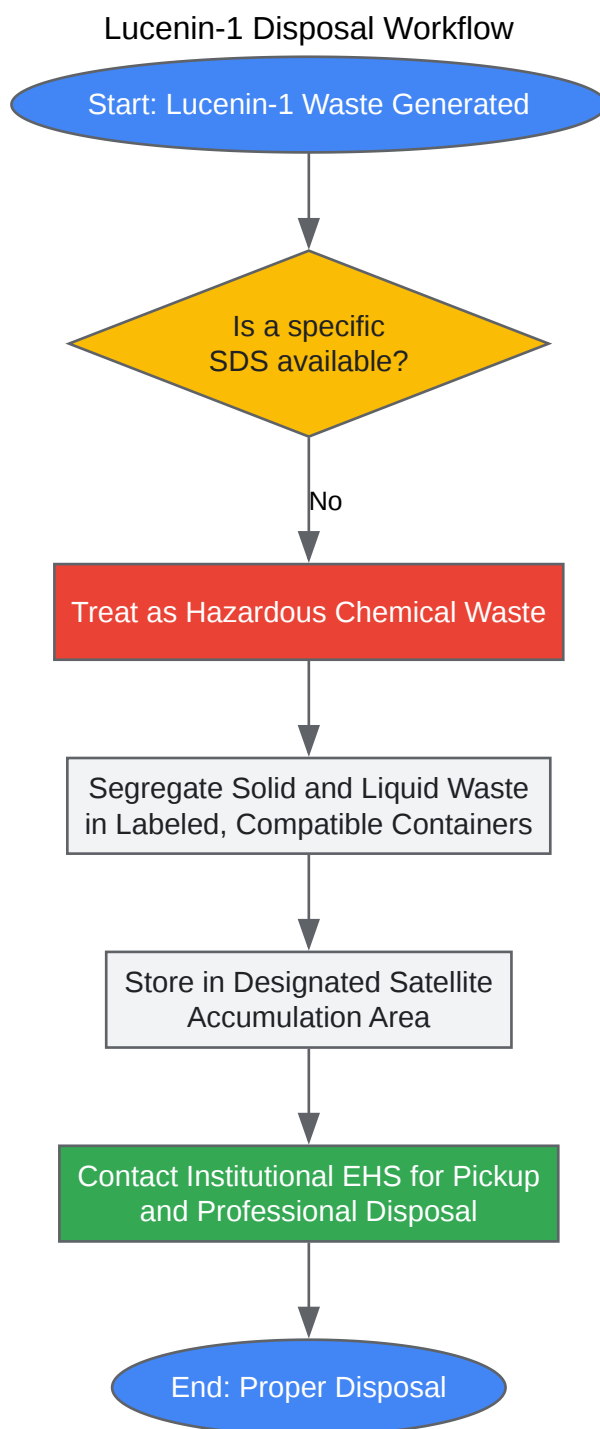 Lucenin-1 Disposal Workflow
Start: Lucenin-1 Waste Generated
Is a specific
SDS available?
No
Treat as Hazardous Chemical Waste
Segregate Solid and Liquid Waste
in Labeled, Compatible Containers
Store in Designated Satellite
Accumulation Area
Contact Institutional EHS for Pickup
and Professional Disposal
End: Proper Disposal